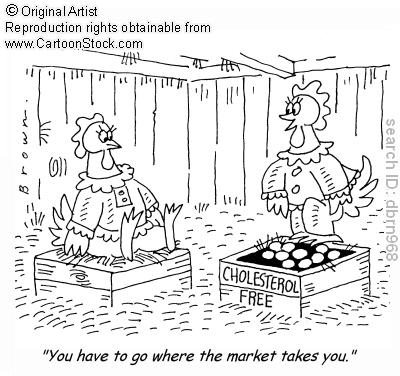 © Original Artist
Reproduction rights obtainable from
www.CartoonStock.com
Brown.
search ID: dbrn968
CHOLESTEROL
FREE
"You have to go where the market takes you."